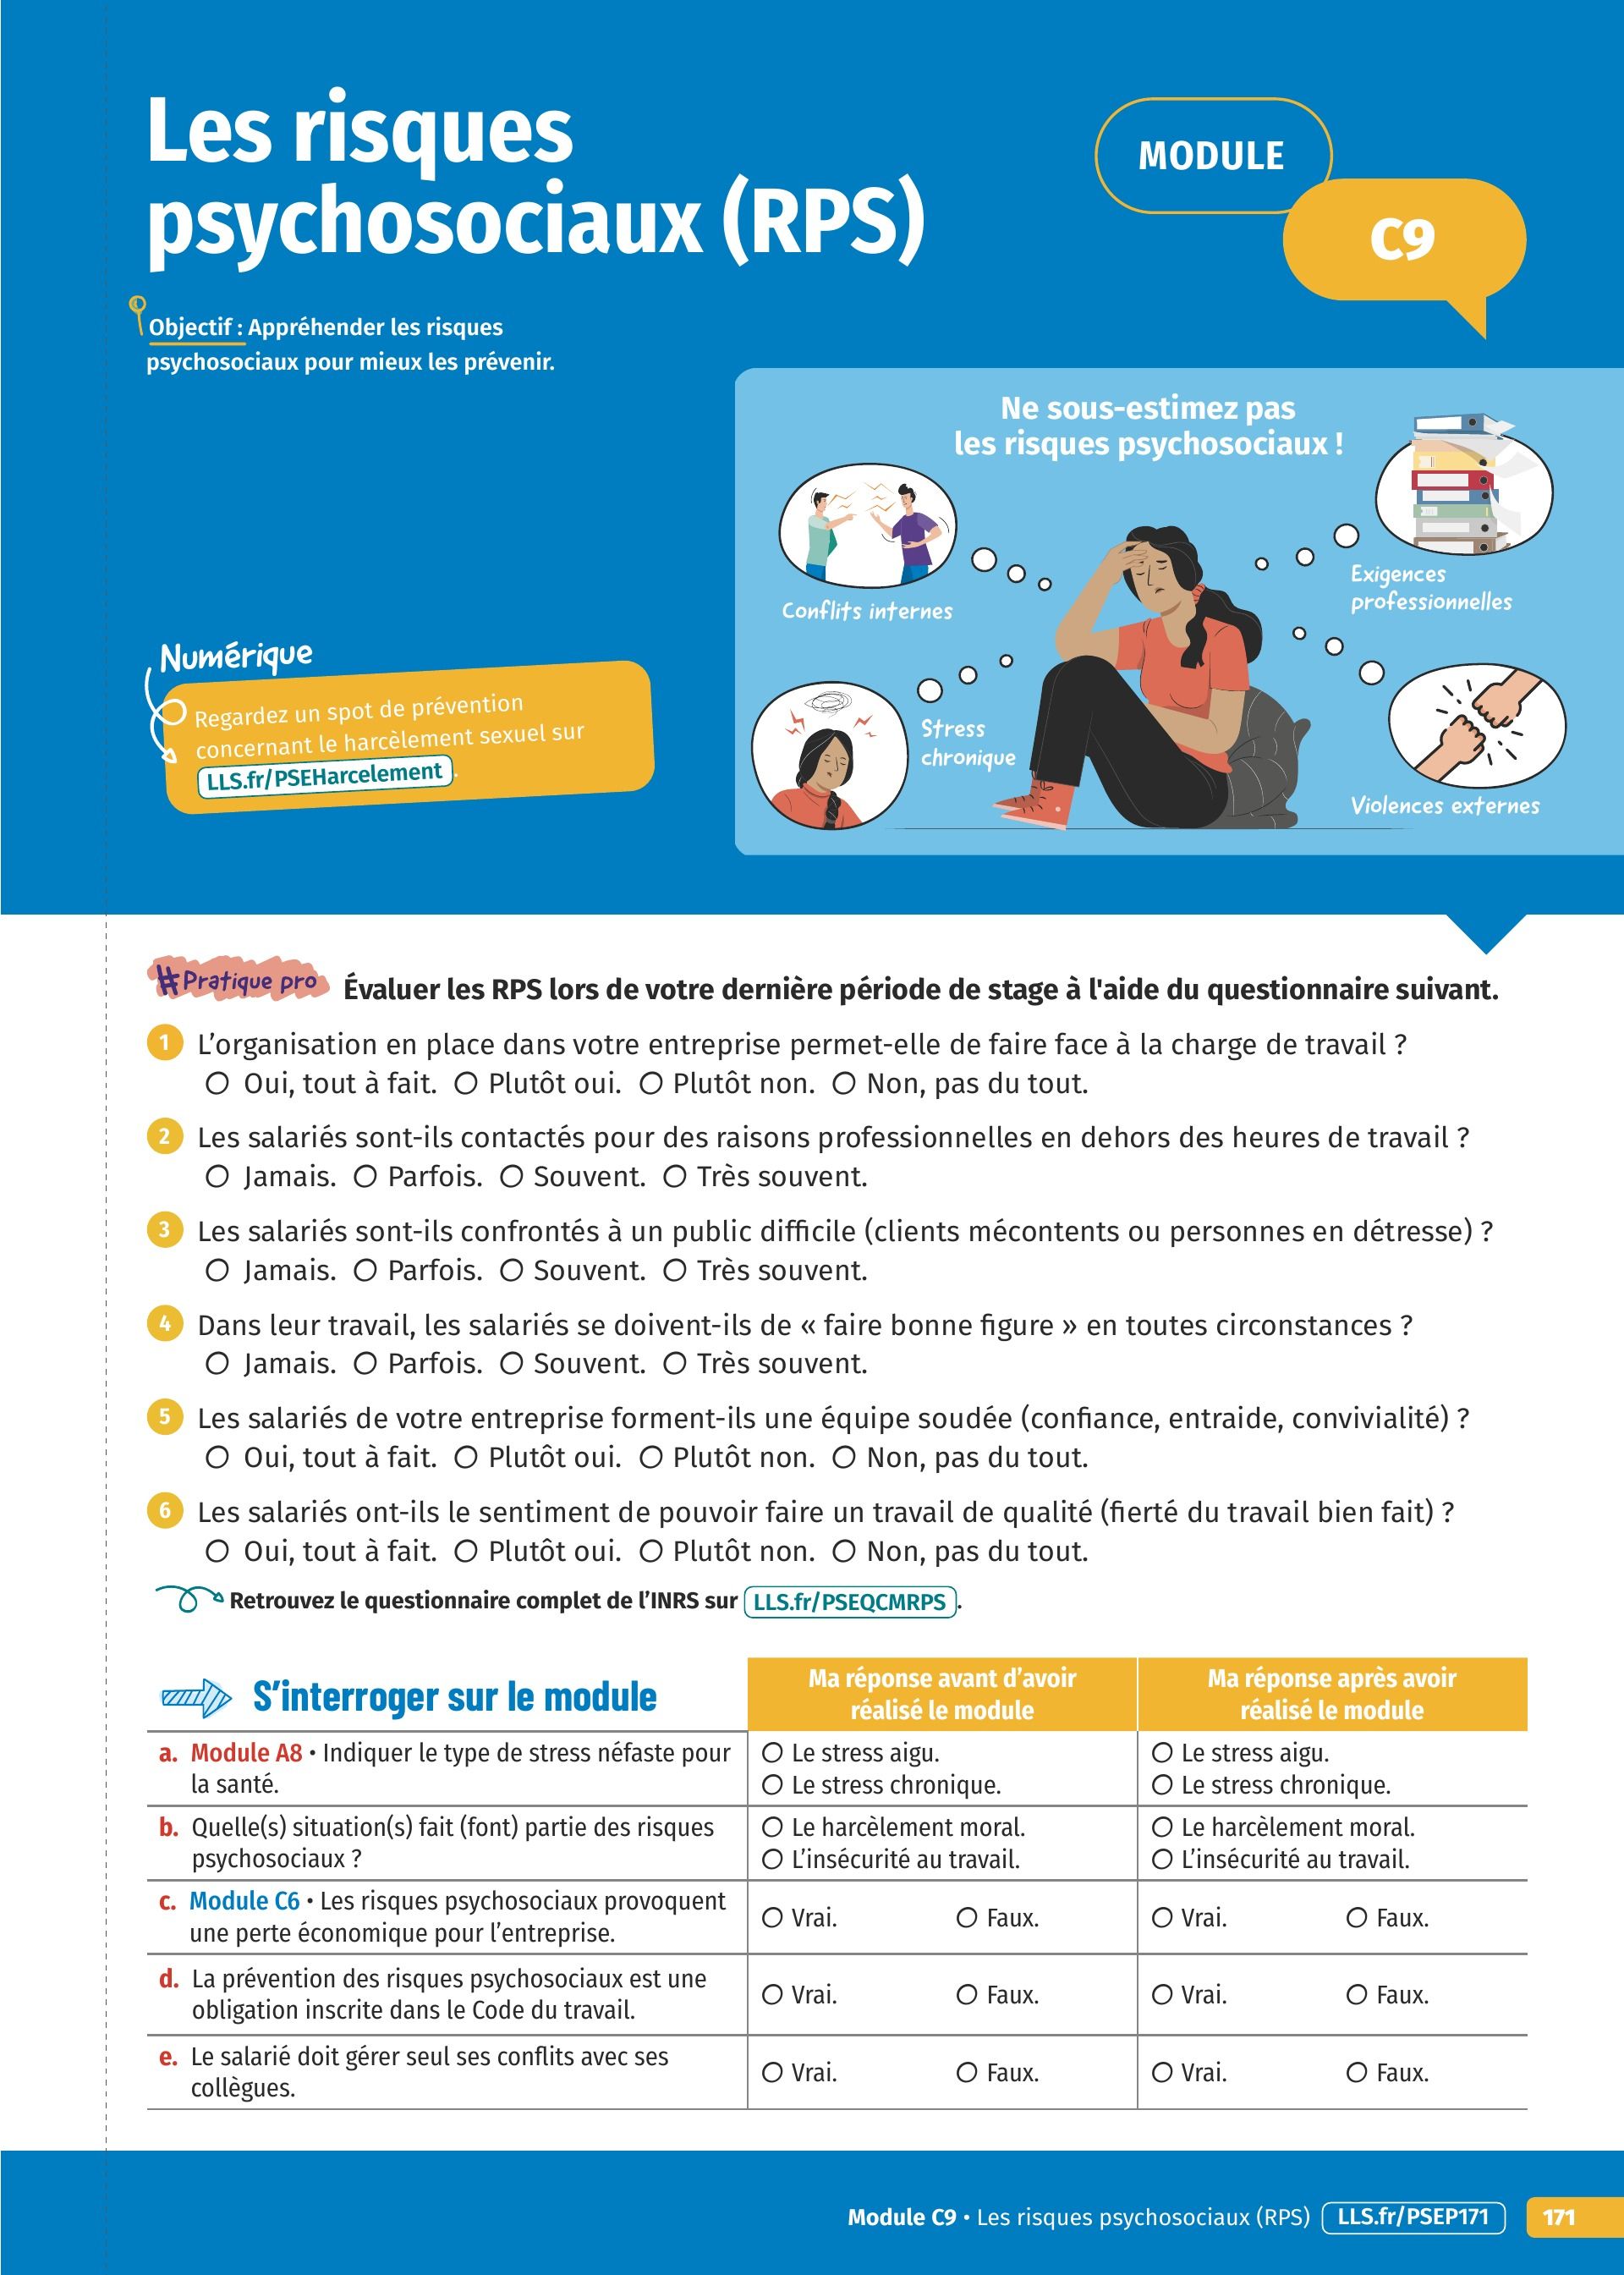 Les risques
psychosociaux (RPS)
MODULE
C9
Objectif : Appréhender les risques
psychosociaux pour mieux les prévenir.
Ne sous-estimez pas
les risques psychosociaux !
Conflits internes
Exigences
professionnelles
Stress
chronique
Violences externes
Numérique
Regardez un spot de prévention
concernant le harcèlement sexuel sur
LLS.fr/PSEHarcelement.
#Pratique pro Évaluer les RPS lors de votre dernière période de stage à l'aide du questionnaire suivant.
1 L’organisation en place dans votre entreprise permet-elle de faire face à la charge de travail ?
Oui, tout à fait. Plutôt oui. Plutôt non. Non, pas du tout.
2 Les salariés sont-ils contactés pour des raisons professionnelles en dehors des heures de travail ?
Jamais. Parfois. Souvent. Très souvent.
3 Les salariés sont-ils confrontés à un public difficile (clients mécontents ou personnes en détresse) ?
Jamais. Parfois. Souvent. Très souvent.
4 Dans leur travail, les salariés se doivent-ils de « faire bonne figure » en toutes circonstances ?
Jamais. Parfois. Souvent. Très souvent.
5 Les salariés de votre entreprise forment-ils une équipe soudée (confiance, entraide, convivialité) ?
Oui, tout à fait. Plutôt oui. Plutôt non. Non, pas du tout.
6 Les salariés ont-ils le sentiment de pouvoir faire un travail de qualité (fierté du travail bien fait) ?
Oui, tout à fait. Plutôt oui. Plutôt non. Non, pas du tout.
Retrouvez le questionnaire complet de l’INRS sur LLS.fr/PSEQCMRPS.
S’interroger sur le module
Ma réponse avant d’avoir
réalisé le module
Ma réponse après avoir
réalisé le module
a. Module A8 • Indiquer le type de stress néfaste pour
la santé.
Le stress aigu.
Le stress chronique.
Le stress aigu.
Le stress chronique.
b. Quelle(s) situation(s) fait (font) partie des risques
psychosociaux ?
Le harcèlement moral.
L’insécurité au travail.
Le harcèlement moral.
L’insécurité au travail.
c. Module C6 • Les risques psychosociaux provoquent
une perte économique pour l’entreprise.
Vrai. Faux.
Vrai. Faux.
d. La prévention des risques psychosociaux est une
obligation inscrite dans le Code du travail.
Vrai. Faux.
Vrai. Faux.
e. Le salarié doit gérer seul ses conflits avec ses
collègues.
Vrai. Faux.
Vrai. Faux.
Module C9 • Les risques psychosociaux (RPS) LLS.fr/PSEP171 171